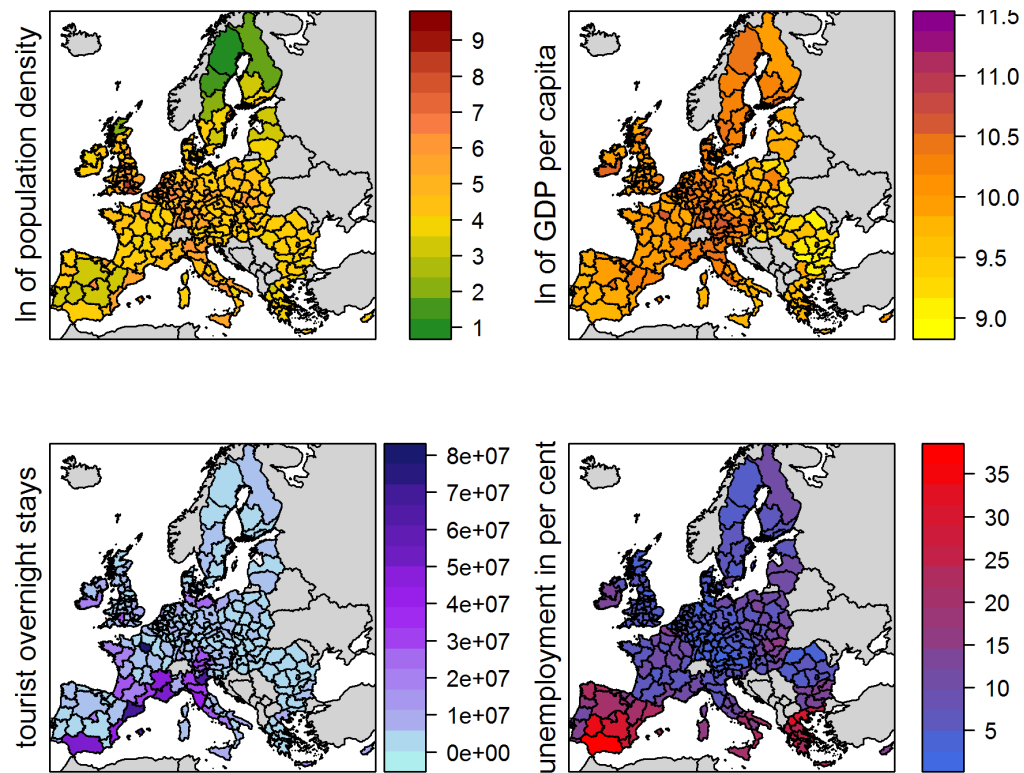 ln of population density
9
8
7
6
5
4
3
2
1
ln of GDP per capita
11.5
11.0
10.5
10.0
9.5
9.0
tourist overnight stays
8e+07
7e+07
6e+07
5e+07
4e+07
3e+07
2e+07
1e+07
0e+00
unemployment in per cent
35
30
25
20
15
10
5